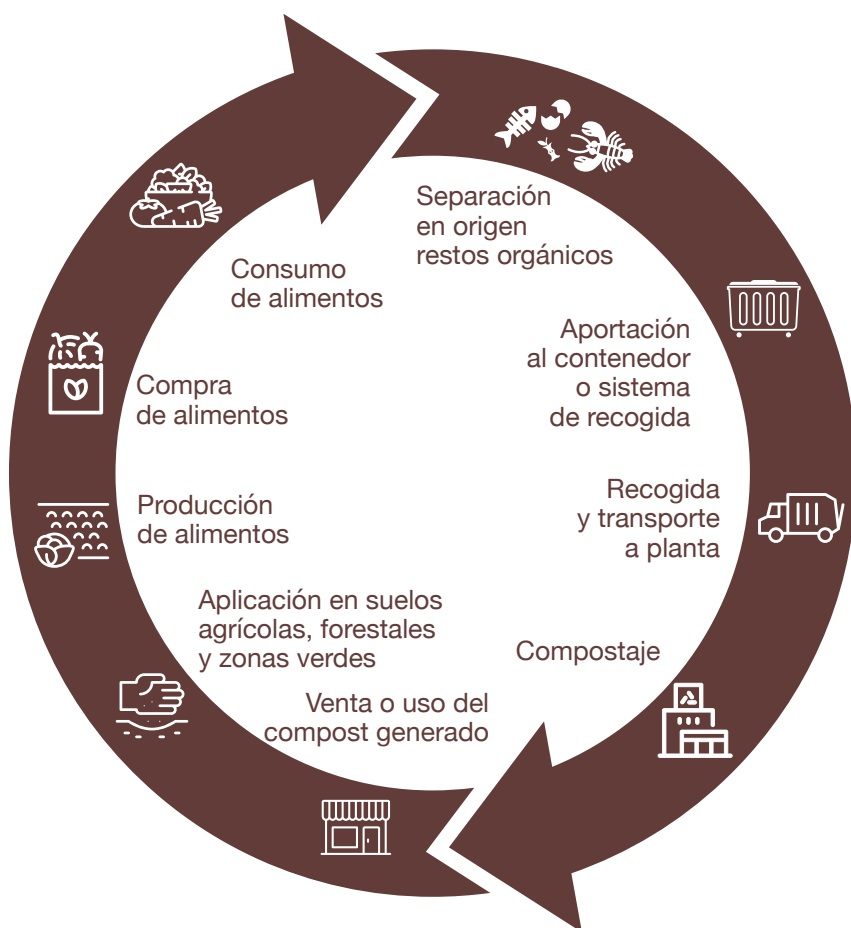 Separación
en origen
restos orgánicos
Aportación
al contenedor
o sistema
de recogida
Recogida
y transporte
a planta
Compostaje
Venta o uso del
compost generado
Aplicación en suelos
agrícolas, forestales
y zonas verdes
Producción
de alimentos
Compra
de alimentos
Consumo
de alimentos